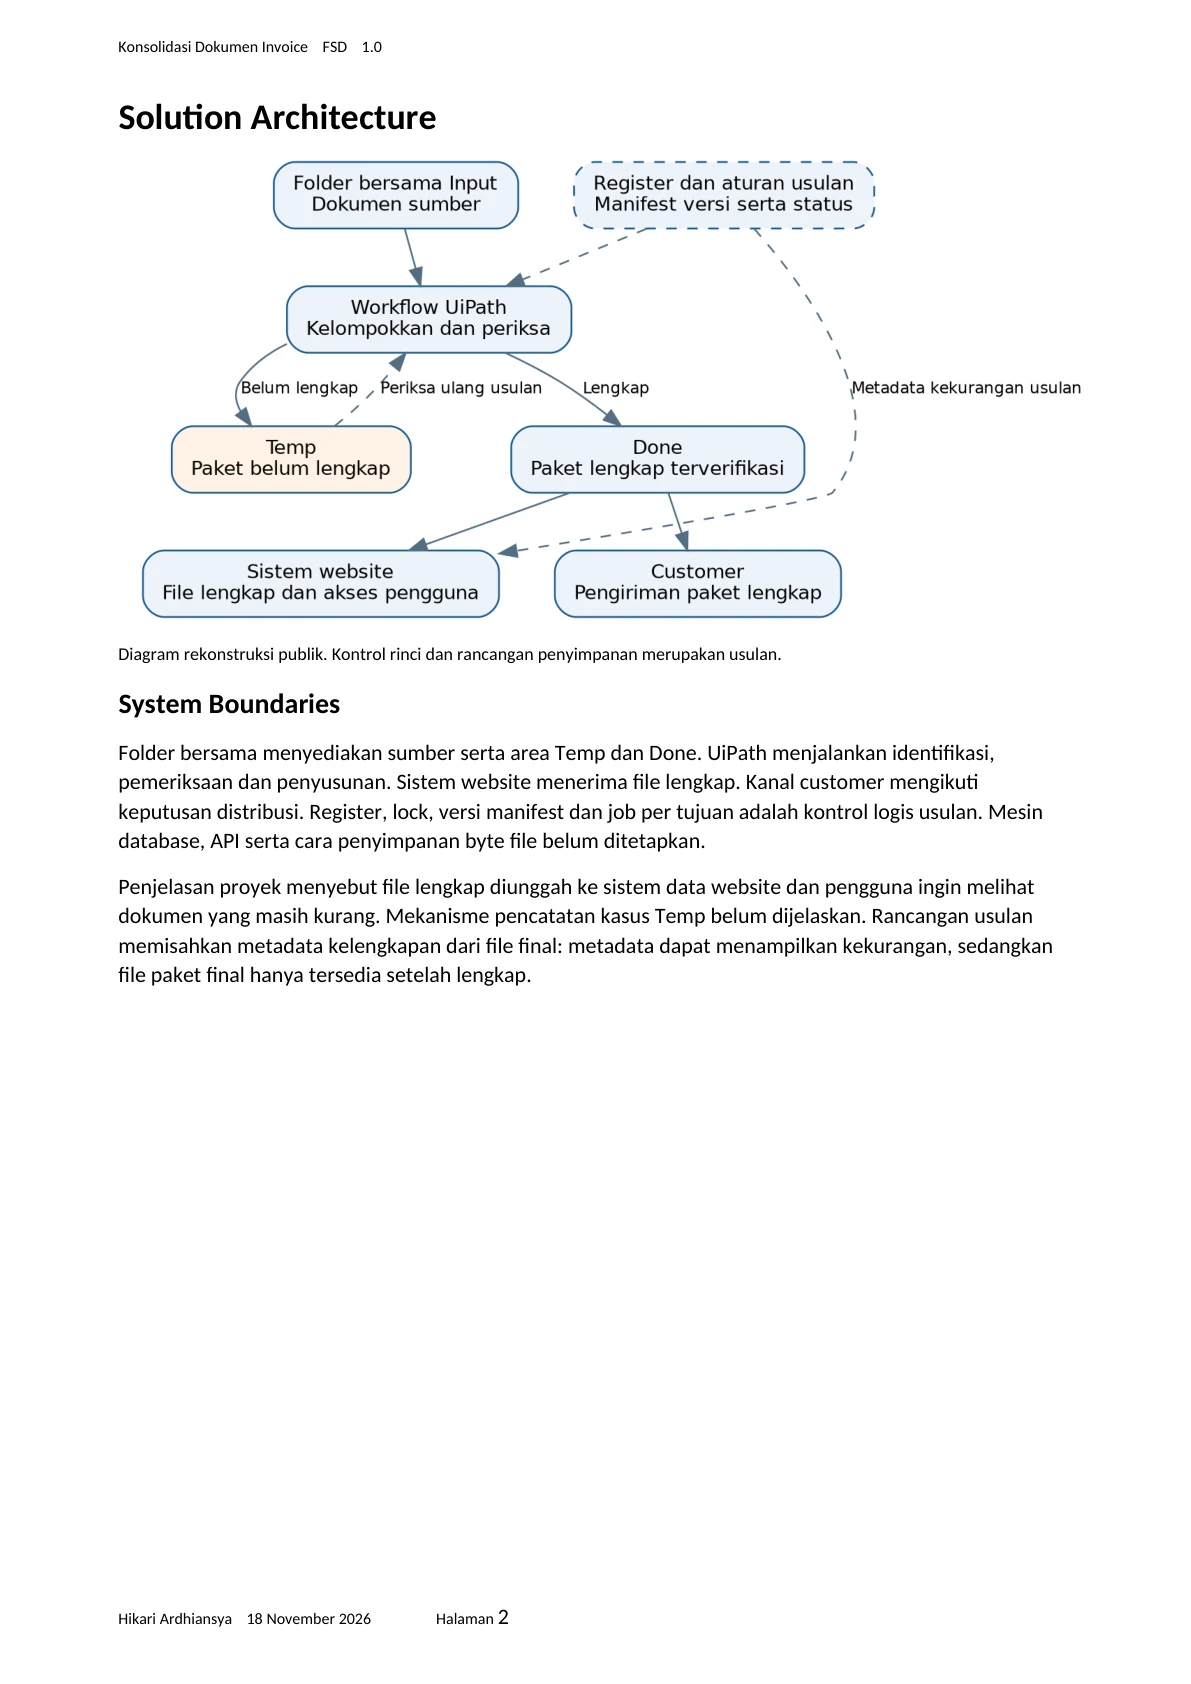 Konsolidasi Dokumen Invoice FSD 1.0
Solution Architecture
Folder bersama Input
Dokumen sumber
Register dan aturan usulan
Manifest versi serta status
Workflow UiPath
Kelompokkan dan periksa
Belum lengkap
Periksa ulang usulan
Lengkap
Metadata kekurangan usulan
Temp
Paket belum lengkap
Done
Paket lengkap terverifikasi
Sistem website
File lengkap dan akses pengguna
Customer
Pengiriman paket lengkap
Diagram rekonstruksi publik. Kontrol rinci dan rancangan penyimpanan merupakan usulan.
System Boundaries
Folder bersama menyediakan sumber serta area Temp dan Done. UiPath menjalankan identifikasi,
pemeriksaan dan penyusunan. Sistem website menerima file lengkap. Kanal customer mengikuti
keputusan distribusi. Register, lock, versi manifest dan job per tujuan adalah kontrol logis usulan. Mesin
database, API serta cara penyimpanan byte file belum ditetapkan.
Penjelasan proyek menyebut file lengkap diunggah ke sistem data website dan pengguna ingin melihat
dokumen yang masih kurang. Mekanisme pencatatan kasus Temp belum dijelaskan. Rancangan usulan
memisahkan metadata kelengkapan dari file final: metadata dapat menampilkan kekurangan, sedangkan
file paket final hanya tersedia setelah lengkap.
Hikari Ardhiansya 18 November 2026 Halaman 2